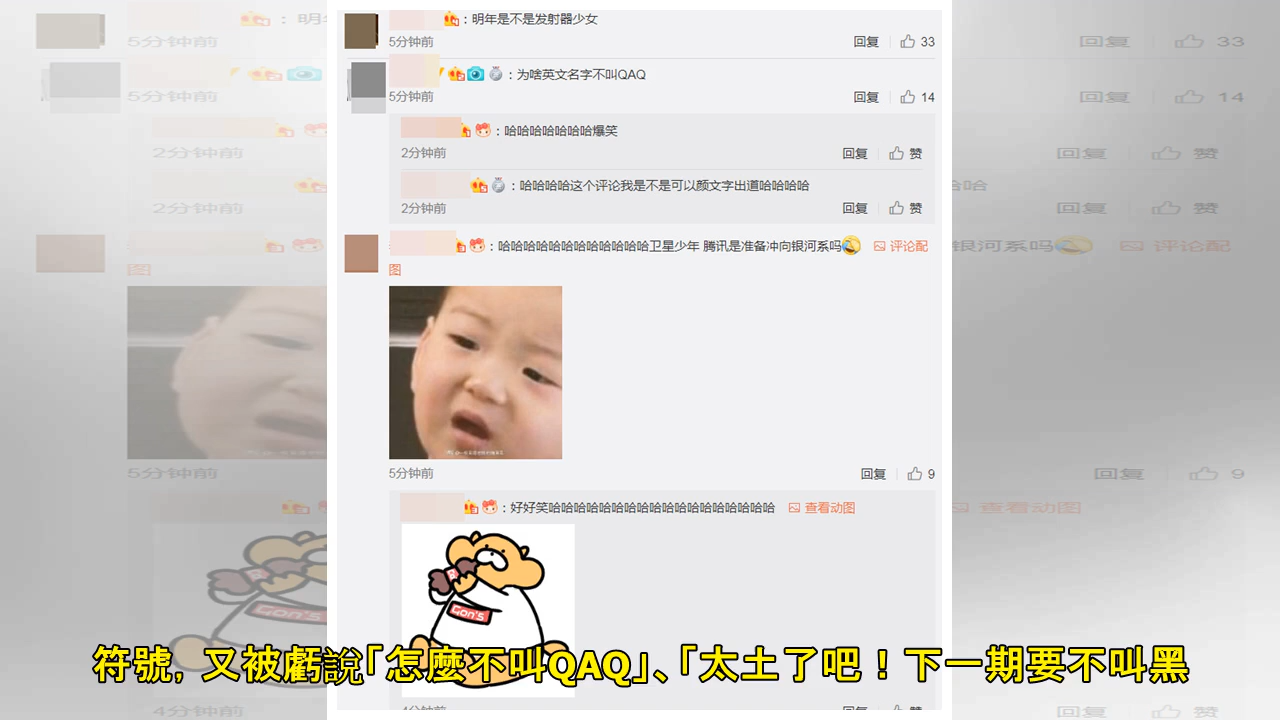 ：明年是不是发射器少女
5分钟前
回复 33
：为啥英文名字不叫QAQ
5分钟前
回复 14
：哈哈哈哈哈哈哈爆笑
2分钟前
回复 赞
：哈哈哈哈这个评论我是不是可以颜文字出道哈哈哈哈
2分钟前
回复 赞
：哈哈哈哈哈哈哈哈哈哈哈哈卫星少年 腾讯是准备冲向银河系吗 评论配
图
5分钟前
回复 9
：好好笑哈哈哈哈哈哈哈哈哈哈哈哈哈哈哈哈哈哈 查看动图
GON'S
符號, 又被虧說「怎麼不叫QAQ」、「太土了吧！下一期要不叫黑